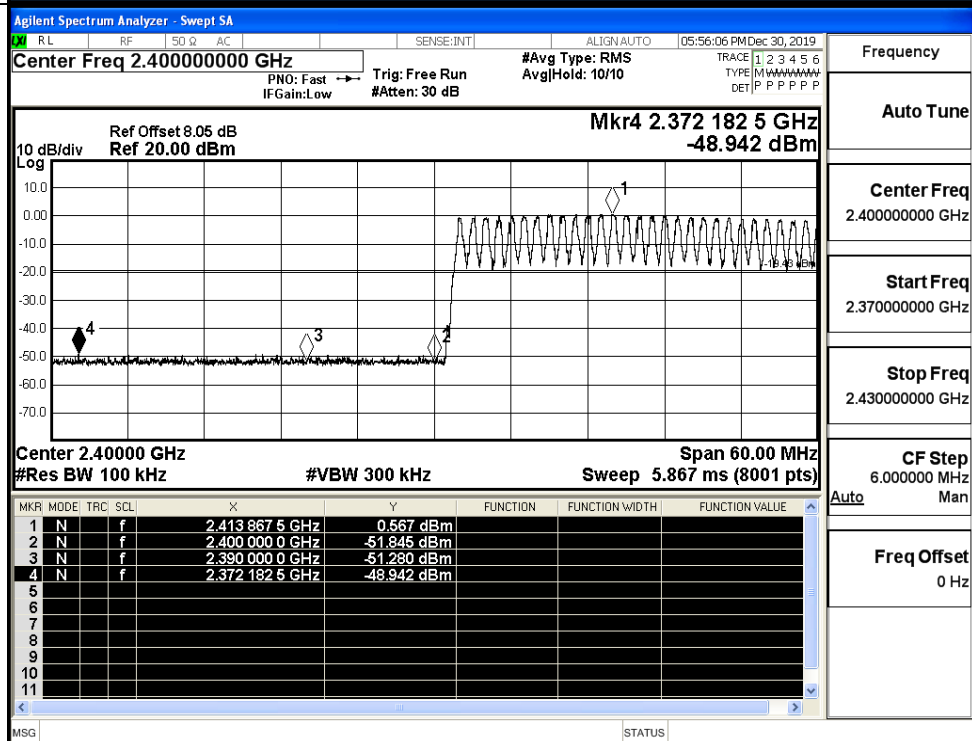 Agilent Spectrum Analyzer - Swept SA
LXI RL RF 50 Ω AC SENSE:INT ALIGNAUTO 05:56:06 PM Dec 30, 2019
Center Freq 2.400000000 GHz
PNO: Fast
IFGain:Low
Trig: Free Run
#Atten: 30 dB
#Avg Type: RMS
Avg|Hold: 10/10
TRACE 1 2 3 4 5 6
TYPE M
DET P P P P P P
Frequency
Auto Tune
Center Freq
2.400000000 GHz
Start Freq
2.370000000 GHz
Stop Freq
2.430000000 GHz
CF Step
6.000000 MHz
Auto Man
Freq Offset
0 Hz
Mkr4 2.372 182 5 GHz
-48.942 dBm
Ref Offset 8.05 dB
10 dB/div Ref 20.00 dBm
Log
10.0
0.00
-10.0
-20.0
-30.0
-40.0
-50.0
-60.0
-70.0
1
2
3
4
-19.43 dBm
Center 2.40000 GHz Span 60.00 MHz
#Res BW 100 kHz #VBW 300 kHz Sweep 5.867 ms (8001 pts)
MKR MODE TRC SCL X Y FUNCTION FUNCTION WIDTH FUNCTION VALUE
1 N f 2.413 867 5 GHz 0.567 dBm
2 N f 2.400 000 0 GHz -51.845 dBm
3 N f 2.390 000 0 GHz -51.280 dBm
4 N f 2.372 182 5 GHz -48.942 dBm
5
6
7
8
9
10
11
MSG STATUS